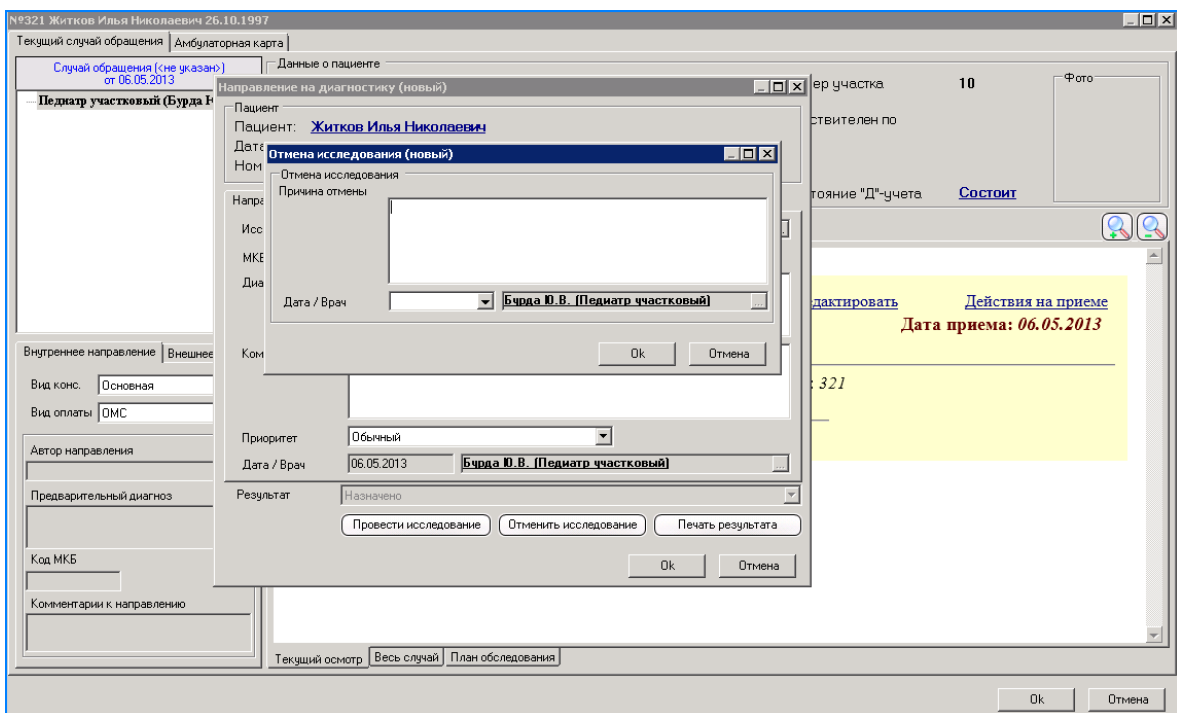 №321 Житков Илья Николаевич 26.10.1997
Текущий случай обращения Амбулаторная карта
Случай обращения (<не указан>)
от 06.05.2013
Педиатр участковый (Бурда
Данные о пациенте
ер участка 10
Фото
ствителен по
тояние "Д"-учета Состоит
Направление на диагностику (новый)
Пациент
Пациент: Житков Илья Николаевич
Дате
Ном
Отмена исследования (новый)
Отмена исследования
Причина отмены
Дата / Врач Бурда Ю.В. (Педиатр участковый) ...
Ok Отмена
Напра
Исс
МКБ
Диа
Ком
Приоритет Обычный
Дата / Врач 06.05.2013 Бурда Ю.В. (Педиатр участковый) ...
Результат Назначено
Провести исследование Отменить исследование Печать результата
Ok Отмена
дактировать Действия на приеме
Дата приема: 06.05.2013
: 321
Внутреннее направление Внешнее
Вид конс. Основная
Вид оплаты ОМС
Автор направления
Предварительный диагноз
Код МКБ
Комментарии к направлению
Текущий осмотр Весь случай План обследования
Ok Отмена